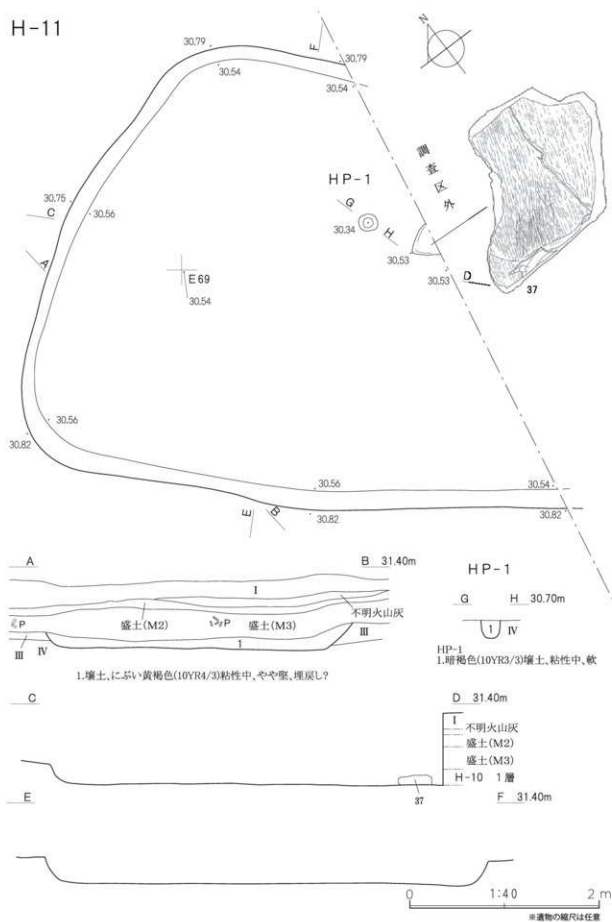 H-11
N
F
30.79
30.54
30.79
30.54
調査区外
HP-1
G
30.34
H
30.53
30.53
D
37
C
30.75
30.56
A
E69
30.54
30.56
30.82
30.56
30.54
E
B
30.82
30.82
A
B 31.40m
I
不明火山灰
P
盛土(M2)
P
盛土(M3)
III
IV
1
III
1.壌土、にぶい黄褐色(10YR4/3)粘性中、やや堅、埋戻し?
HP-1
G H 30.70m
1
IV
HP-1
1.暗褐色(10YR3/3)壌土、粘性中、軟
C
D 31.40m
I
不明火山灰
盛土(M2)
盛土(M3)
H-10 1層
37
E
F 31.40m
0 1:40 2 m
※遺物の縮尺は任意